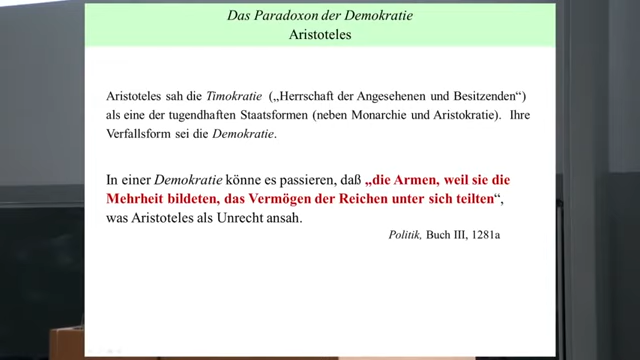 Das Paradoxon der Demokratie
Aristoteles
Aristoteles sah die Timokratie („Herrschaft der Angesehenen und Besitzenden“)
als eine der tugendhaften Staatsformen (neben Monarchie und Aristokratie). Ihre
Verfallsform sei die Demokratie.
In einer Demokratie könne es passieren, daß „die Armen, weil sie die
Mehrheit bildeten, das Vermögen der Reichen unter sich teilten“,
was Aristoteles als Unrecht ansah.
Politik, Buch III, 1281a